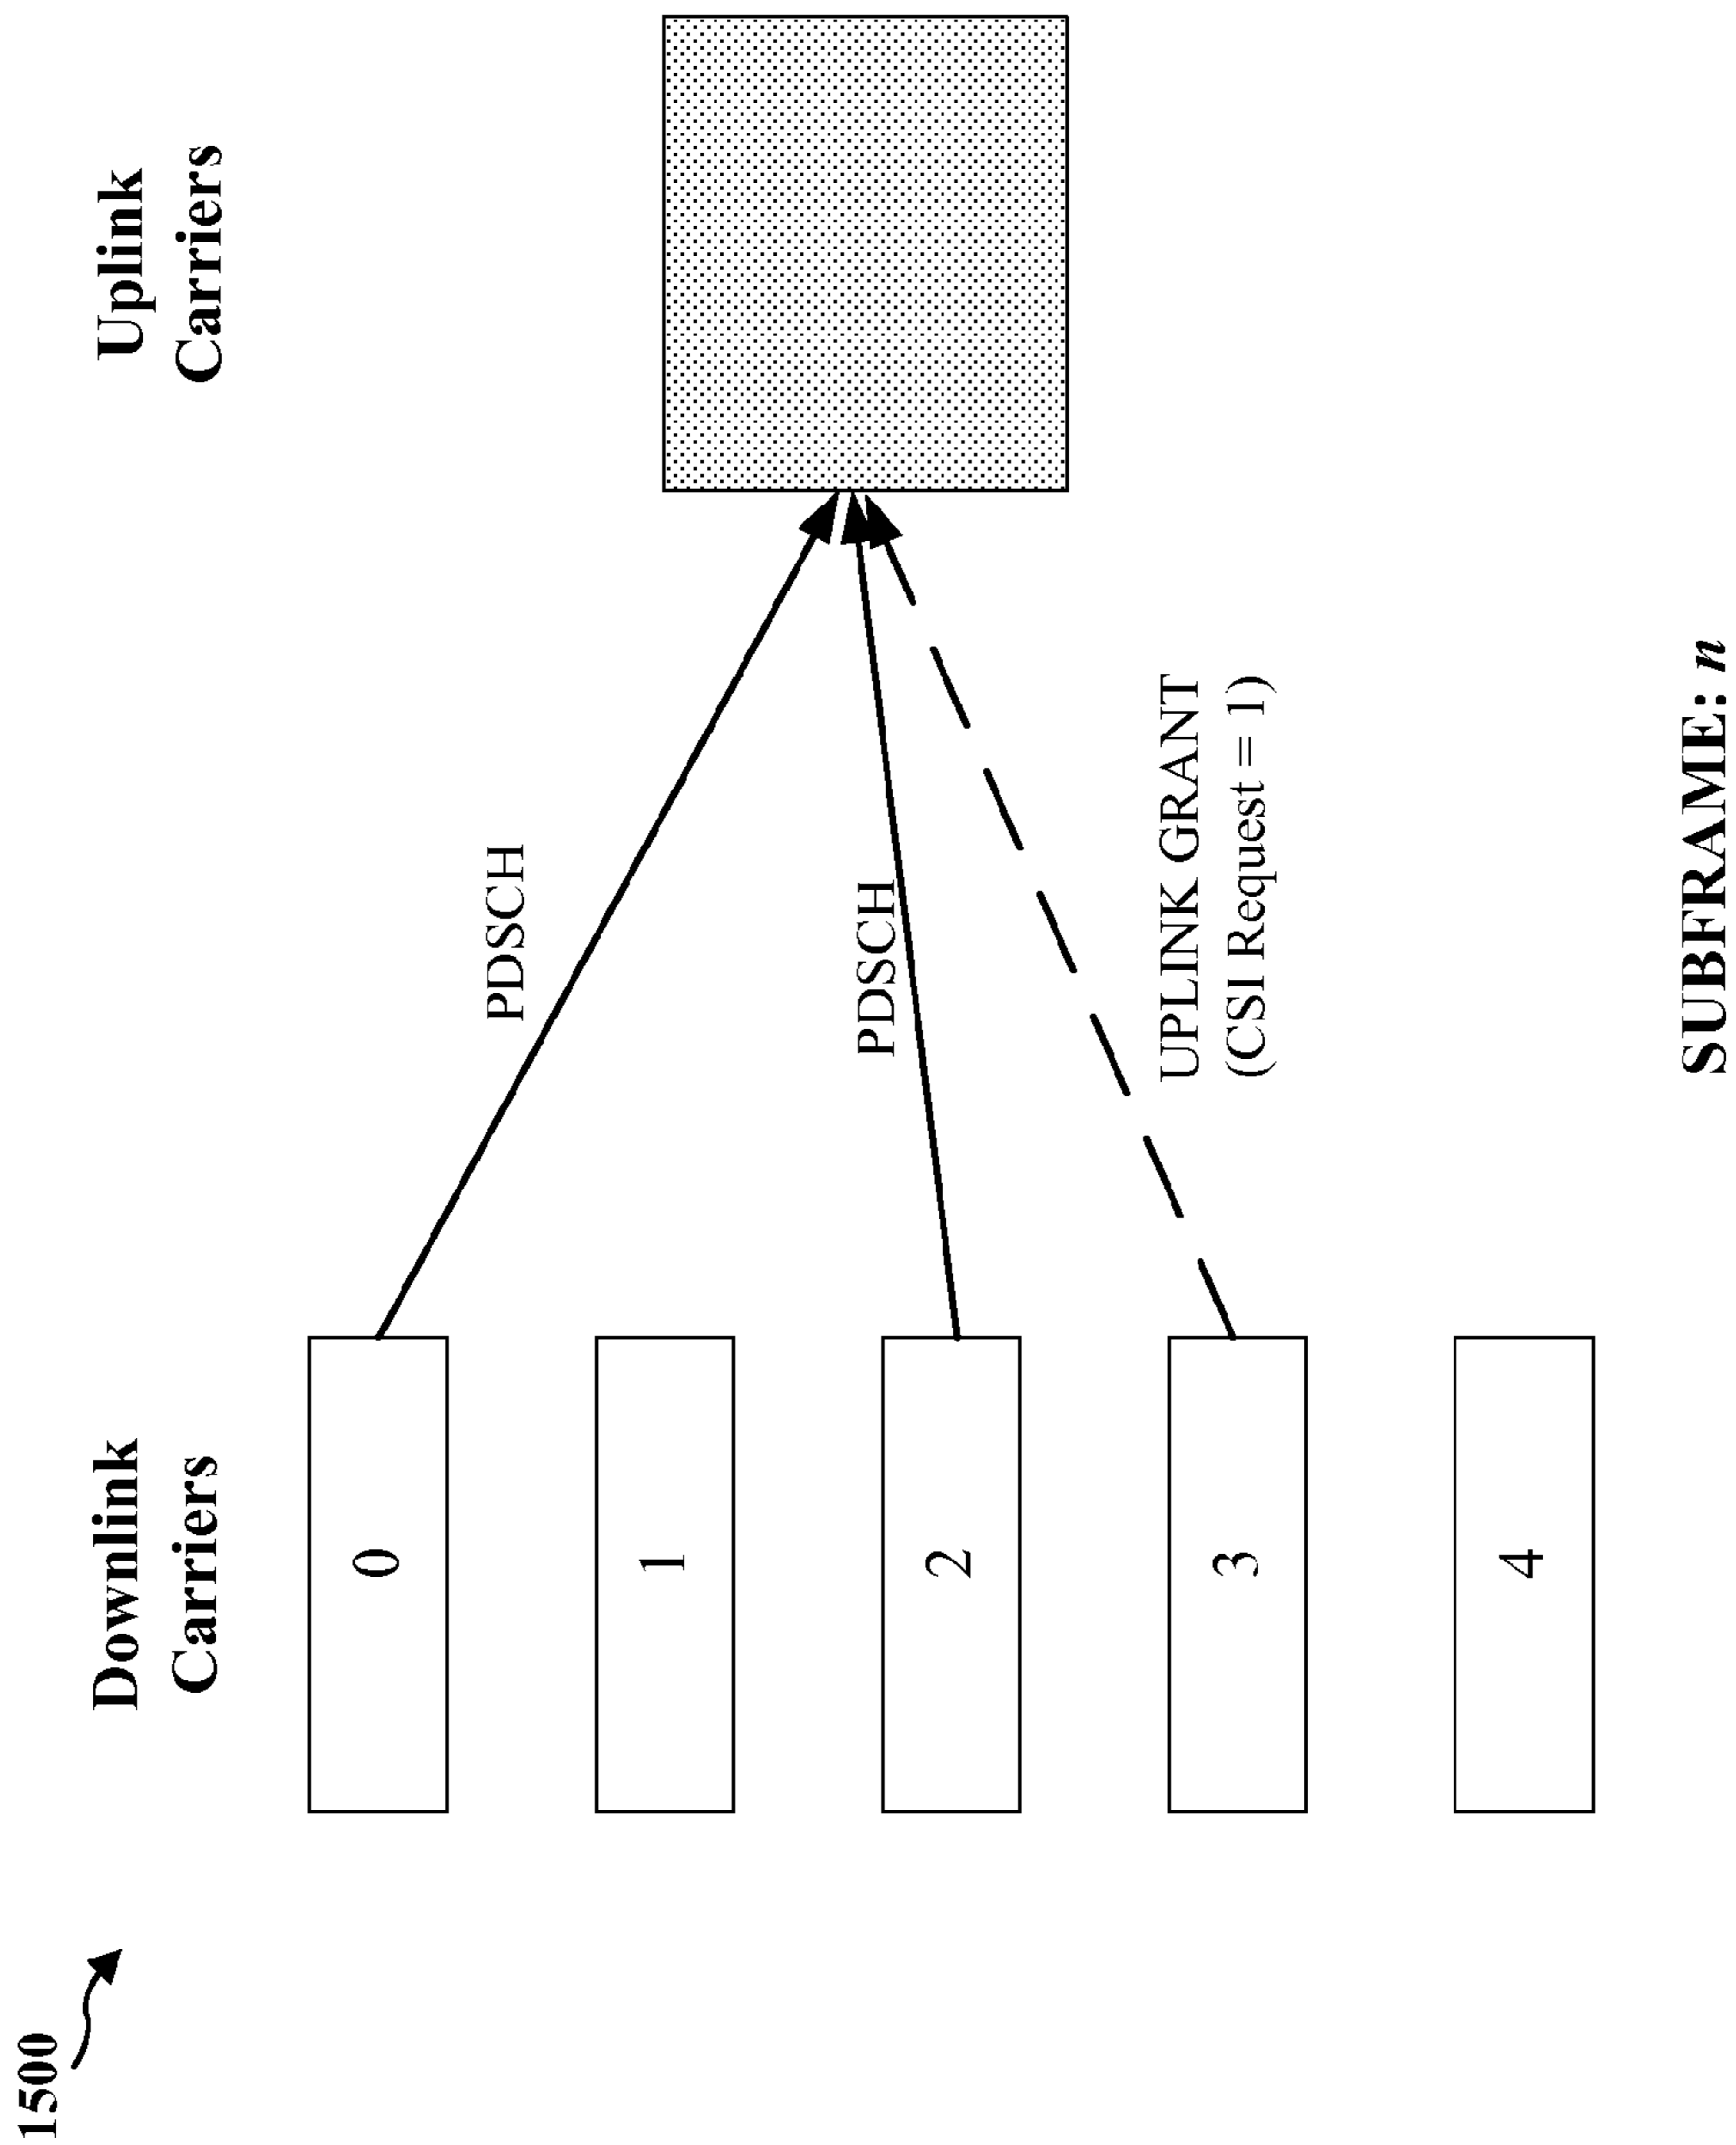 1500
Downlink
Carriers
Uplink
Carriers
0
PDSCH
1
2
PDSCH
3
UPLINK GRANT
(CSI Request = 1)
4
SUBFRAME: n